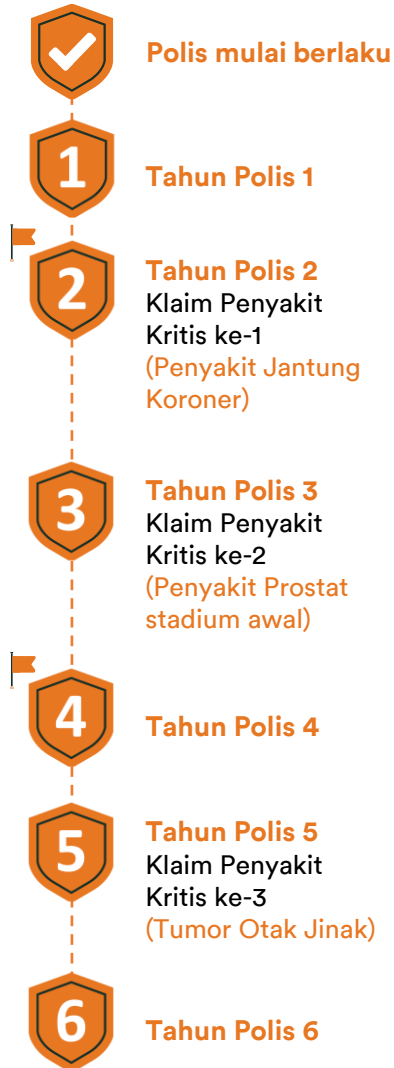 Polis mulai berlaku
1
Tahun Polis 1
2
Tahun Polis 2
Klaim Penyakit
Kritis ke-1
(Penyakit Jantung
Koroner)
3
Tahun Polis 3
Klaim Penyakit
Kritis ke-2
(Penyakit Prostat
stadium awal)
4
Tahun Polis 4
5
Tahun Polis 5
Klaim Penyakit
Kritis ke-3
(Tumor Otak Jinak)
6
Tahun Polis 6